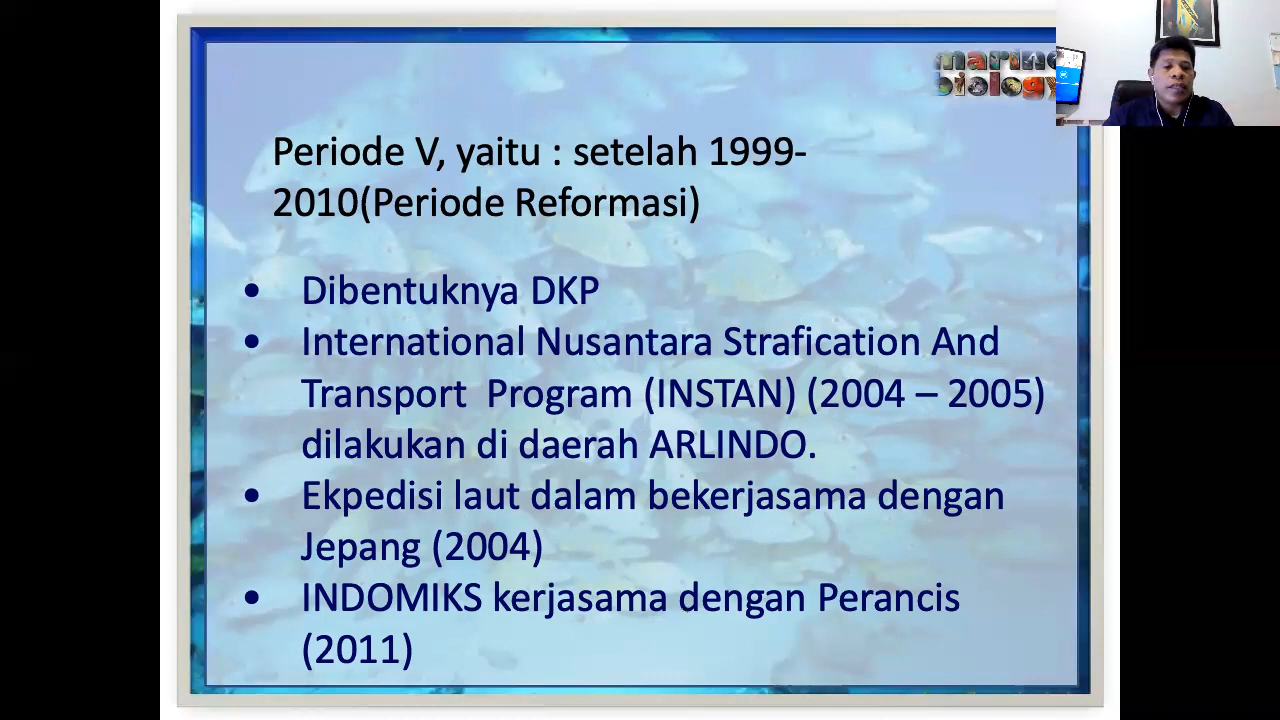 marine
biology
Periode V, yaitu : setelah 1999-
2010(Periode Reformasi)
• Dibentuknya DKP
• International Nusantara Strafication And
Transport Program (INSTAN) (2004 – 2005)
dilakukan di daerah ARLINDO.
• Ekpedisi laut dalam bekerjasama dengan
Jepang (2004)
• INDOMIKS kerjasama dengan Perancis
(2011)